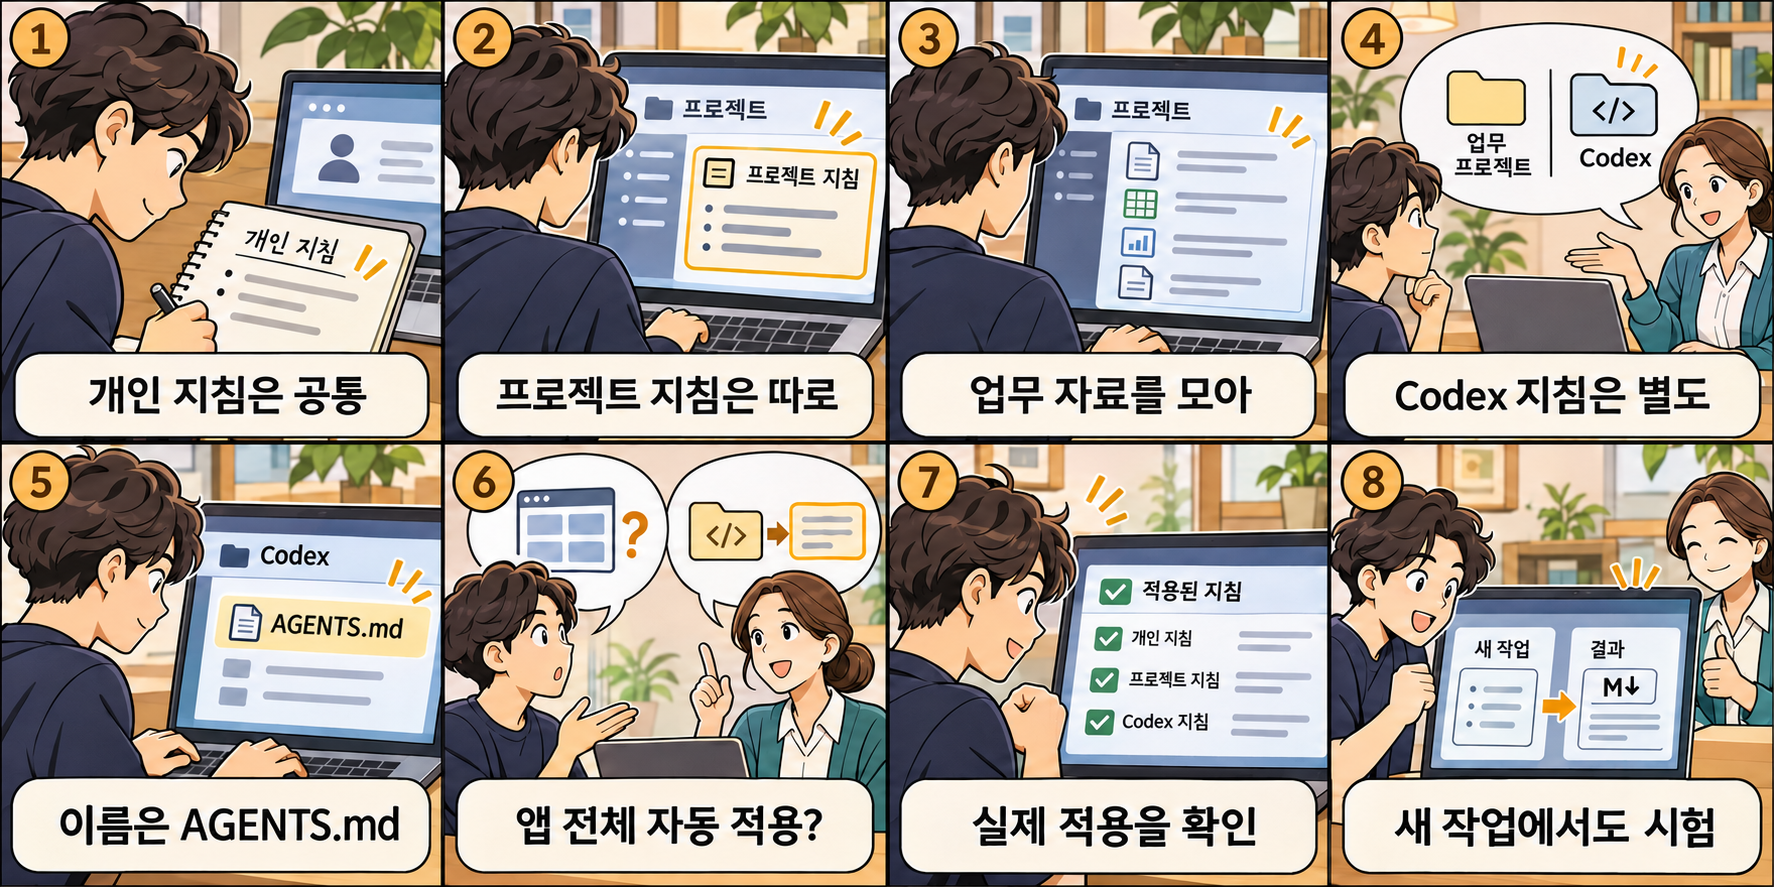 1
개인 지침
개인 지침은 공통
2
프로젝트
프로젝트 지침
프로젝트 지침은 따로
3
프로젝트
업무 자료를 모아
4
업무
프로젝트
</>
Codex
Codex 지침은 별도
5
Codex
AGENTS.md
이름은 AGENTS.md
6
?
</>
앱 전체 자동 적용?
7
적용된 지침
개인 지침
프로젝트 지침
Codex 지침
실제 적용을 확인
8
새 작업
결과
M↓
새 작업에서도 시험